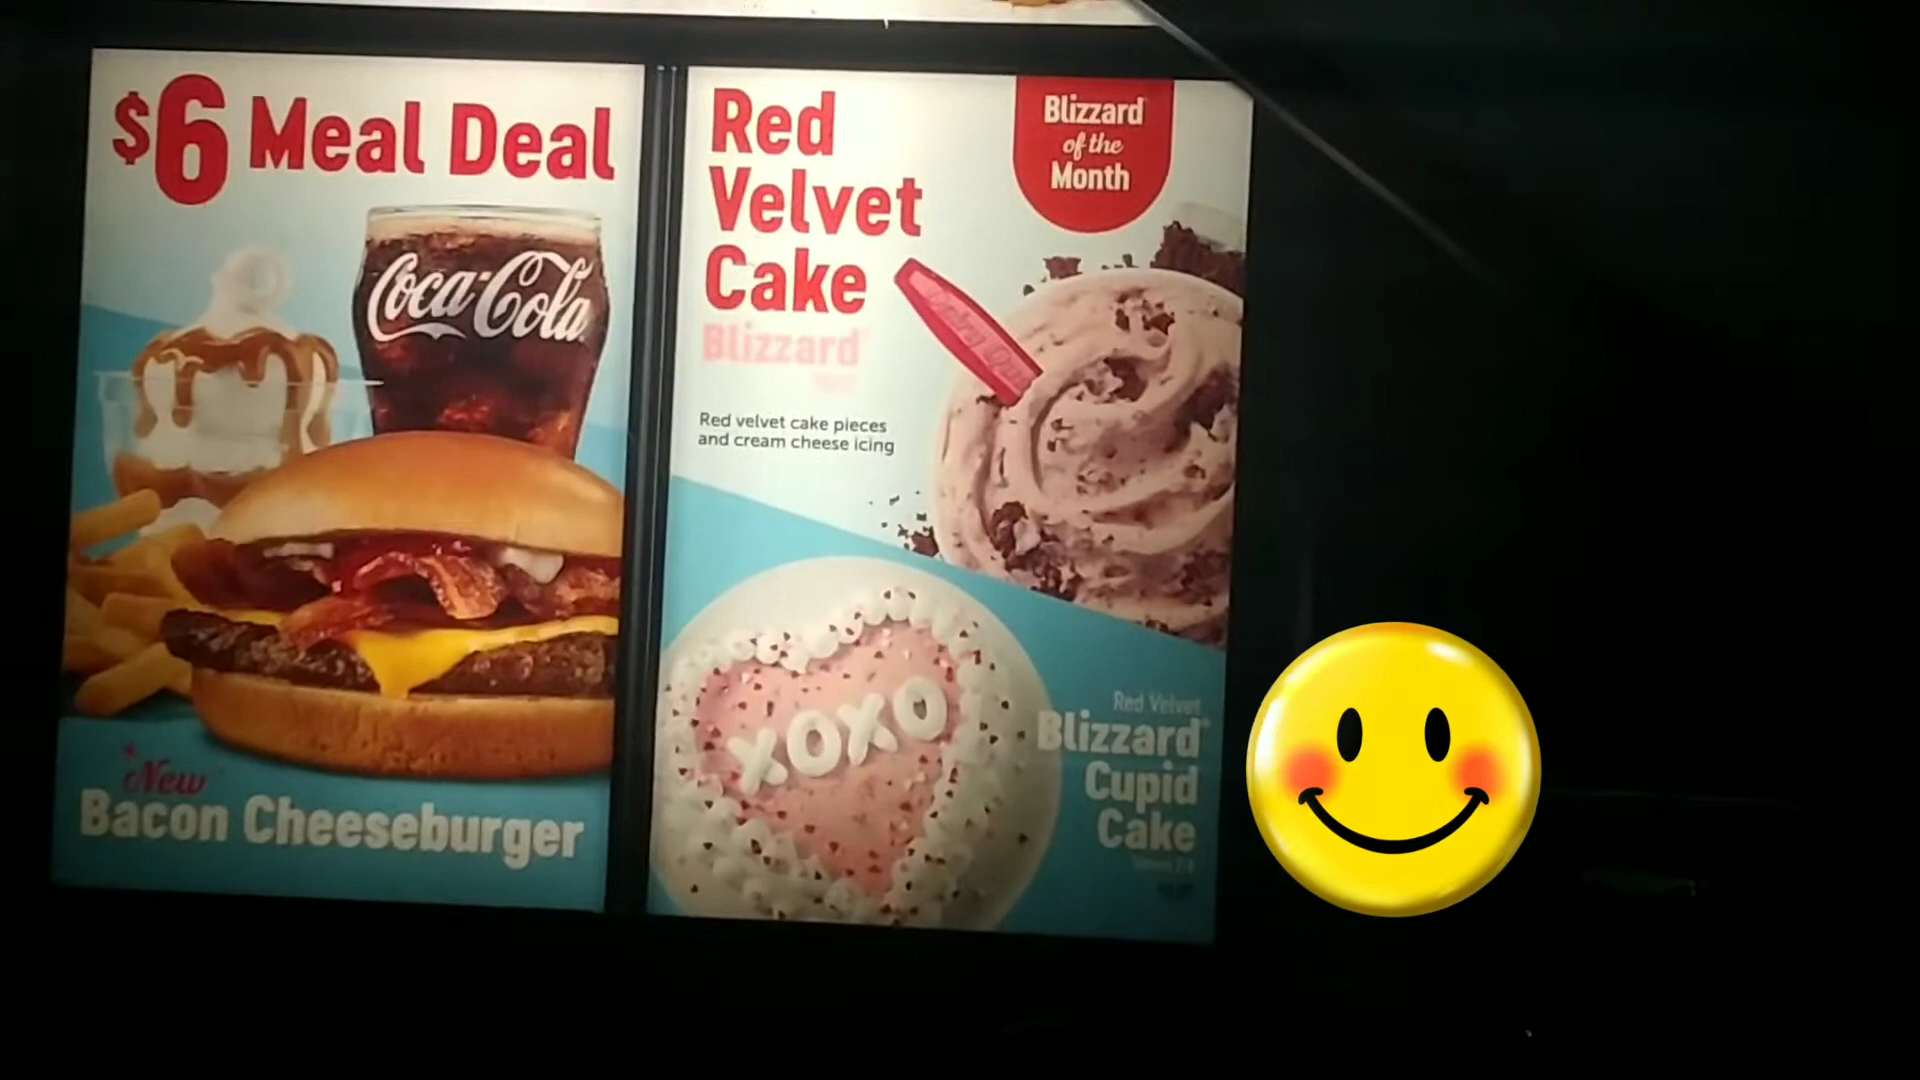 $6 Meal Deal
Coca-Cola
New
Bacon Cheeseburger
Red
Velvet
Cake
Blizzard
Red velvet cake pieces
and cream cheese icing
Blizzard
of the
Month
XOXO
Red Velvet
Blizzard
Cupid
Cake